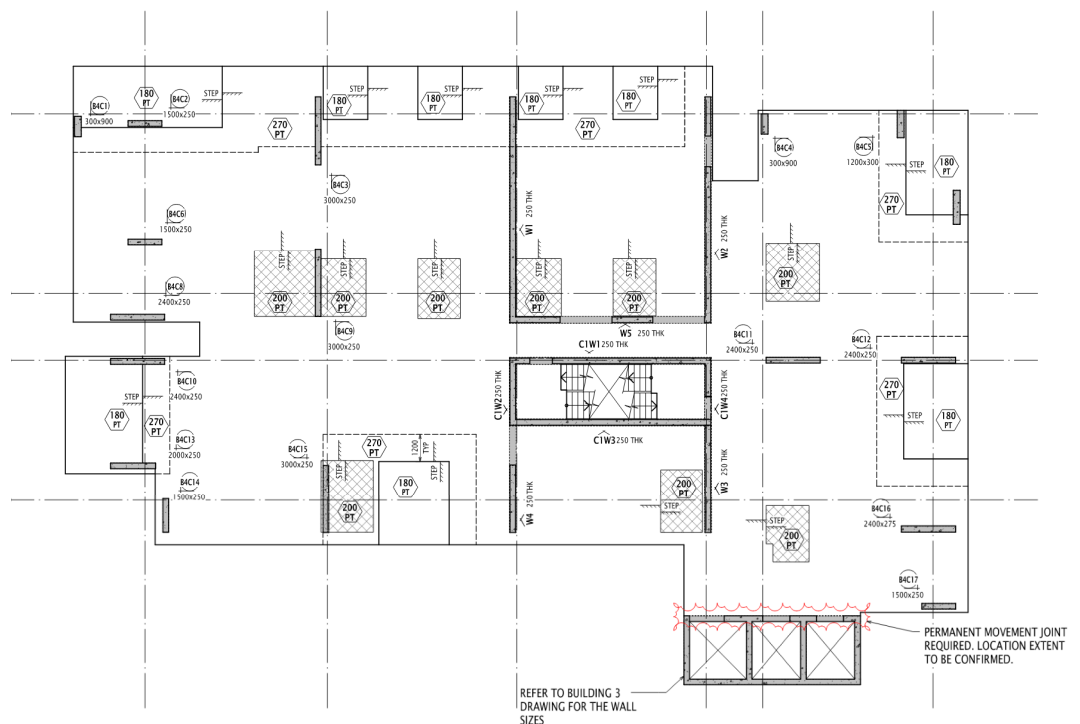 STEP
STEP
STEP
STEP
STEP
B4C1
300x900
180
PT
B4C2
1500x250
180
PT
180
PT
180
PT
180
PT
270
PT
270
PT
B4C4
300x900
B4C5
1200x300
STEP
180
PT
B4C3
3000x250
270
PT
B4C6
1500x250
W1 250 THK
W2 250 THK
STEP
STEP
STEP
STEP
STEP
STEP
200
PT
B4C8
2400x250
200
PT
200
PT
200
PT
200
PT
200
PT
B4C9
3000x250
W5 250 THK
C1W1 250 THK
B4C11
2400x250
B4C12
2400x250
B4C10
2400x250
STEP
C1W2 250 THK
C1W4 250 THK
270
PT
STEP
180
PT
180
PT
270
PT
B4C13
2000x250
C1W3 250 THK
B4C15
3000x250
270
PT
1200
TYP
STEP
STEP
B4C14
1500x250
180
PT
200
PT
W4 250 THK
STEP
200
PT
W3 250 THK
STEP
200
PT
B4C16
2400x275
B4C17
1500x250
PERMANENT MOVEMENT JOINT
REQUIRED. LOCATION EXTENT
TO BE CONFIRMED.
REFER TO BUILDING 3
DRAWING FOR THE WALL
SIZES